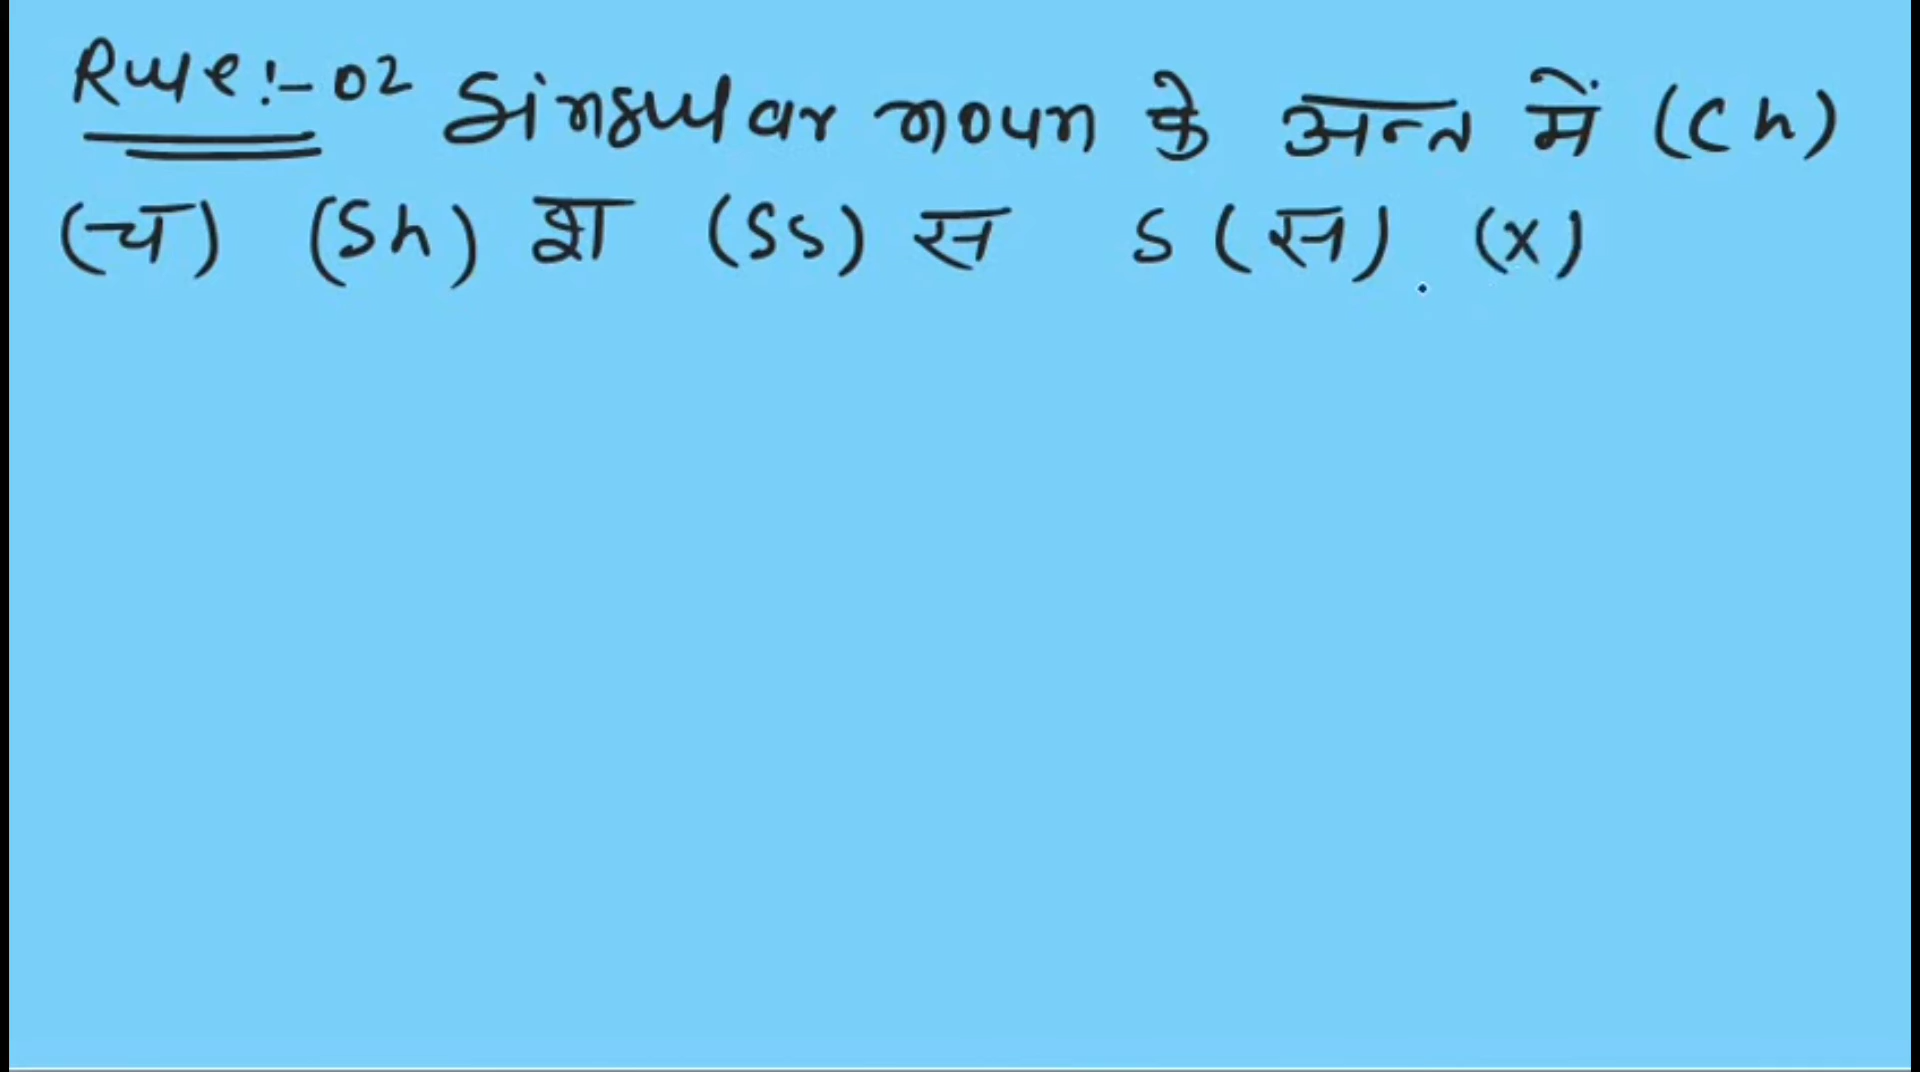 Rule:-02 Singular noun के अन्त में (ch)
(च) (Sh) श (Ss) स S (स) (x)